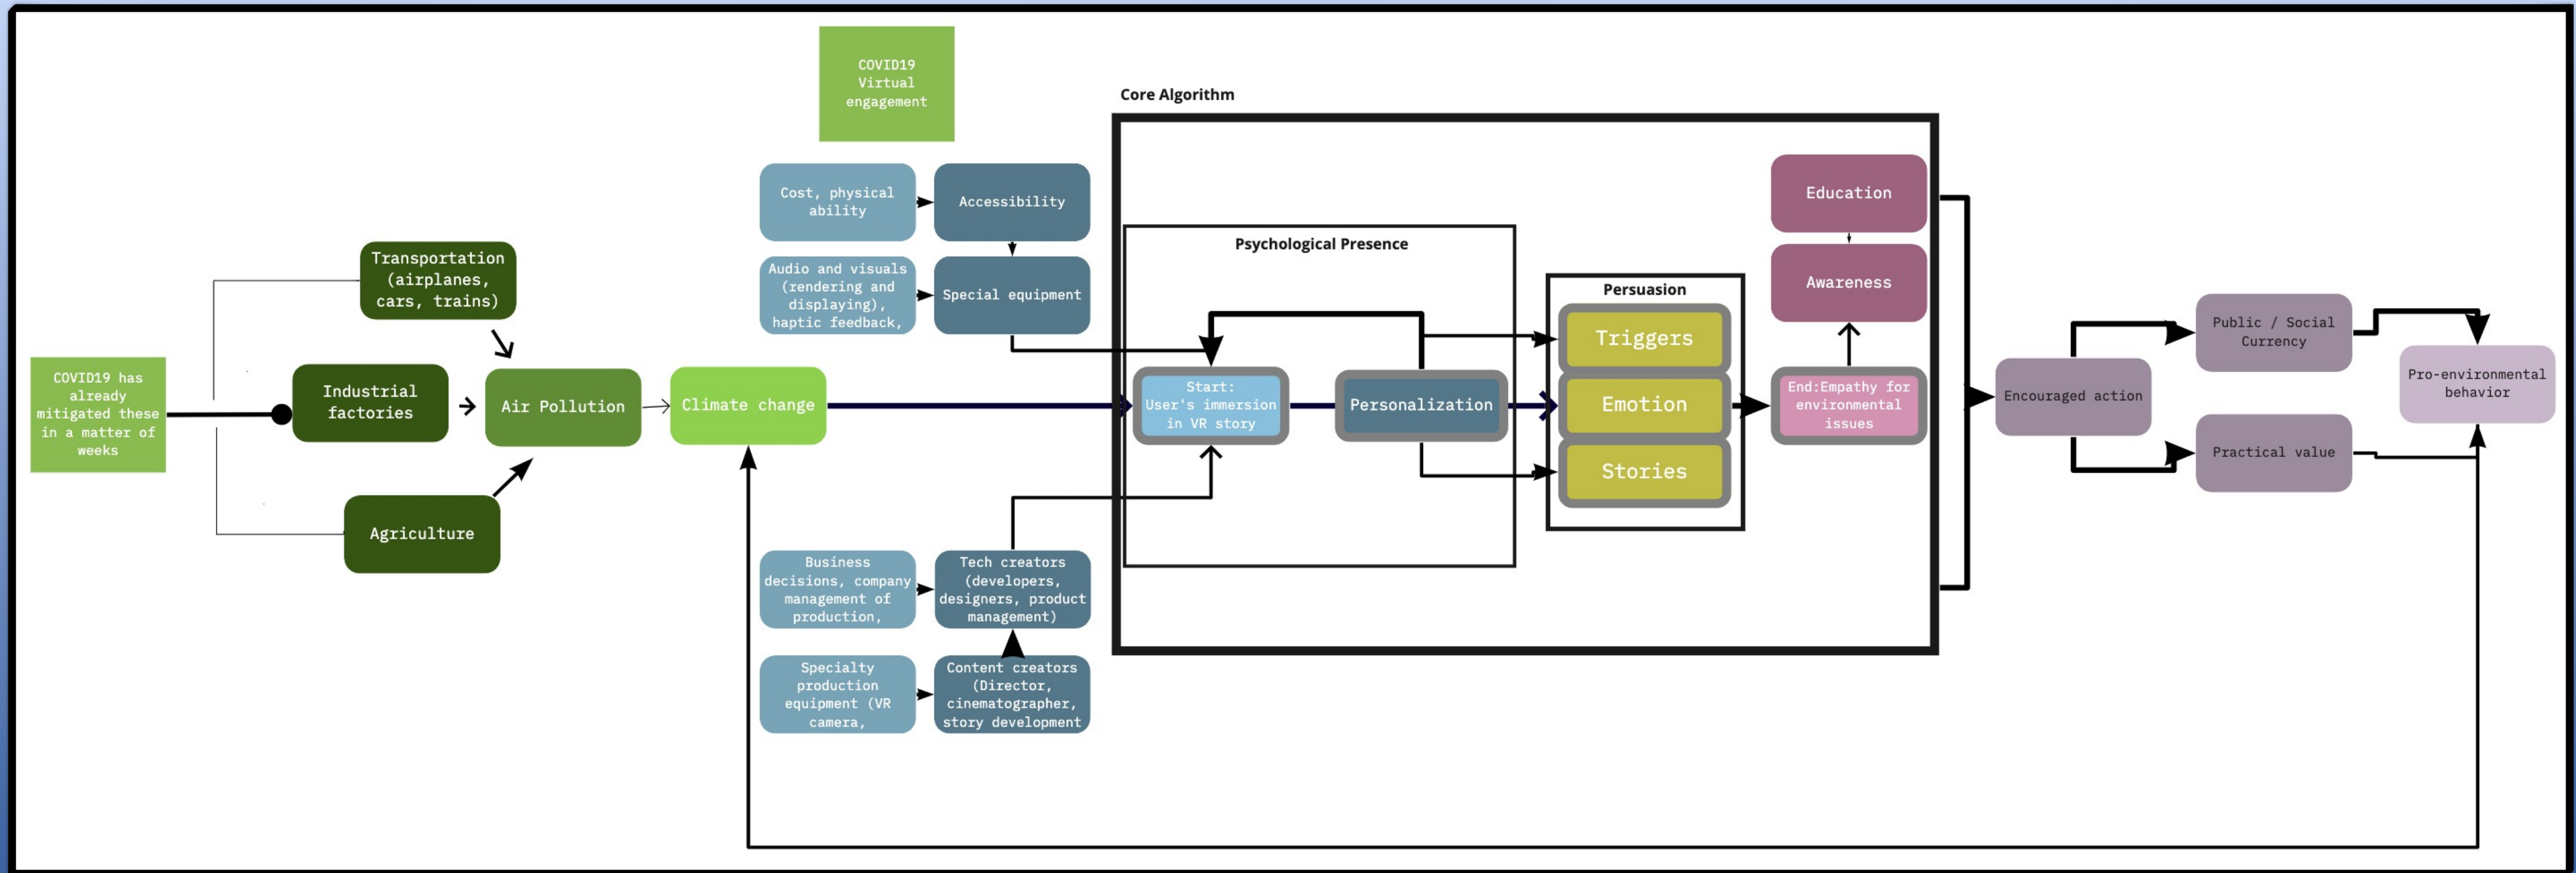 COVID19
Virtual
engagement
Core Algorithm
Cost, physical
ability
Accessibility
Education
Transportation
(airplanes,
cars, trains)
Audio and visuals
(rendering and
displaying),
haptic feedback,
Special equipment
Psychological Presence
Awareness
Persuasion
Triggers
Public / Social
Currency
COVID19 has
already
mitigated these
in a matter of
weeks
Industrial
factories
Air Pollution
Climate change
Start:
User's immersion
in VR story
Personalization
Emotion
End:Empathy for
environmental
issues
Encouraged action
Pro-environmental
behavior
Stories
Practical value
Agriculture
Business
decisions, company
management of
production,
Tech creators
(developers,
designers, product
management)
Specialty
production
equipment (VR
camera,
Content creators
(Director,
cinematographer,
story development